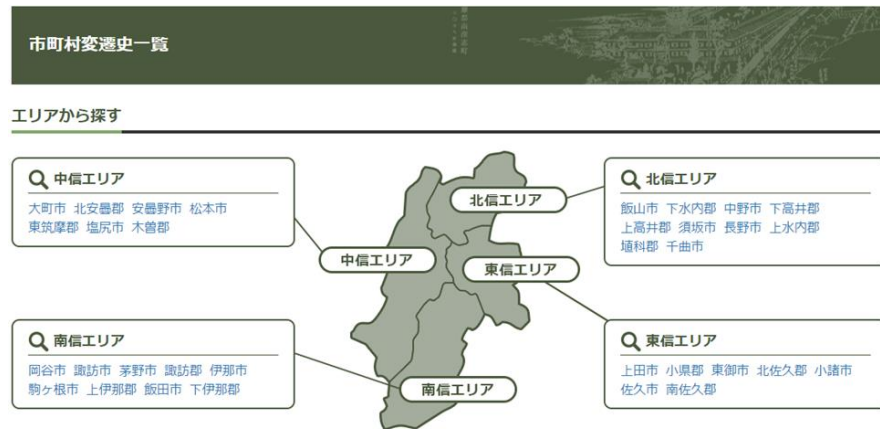 市町村変遷史一覧
エリアから探す
中信エリア
大町市 北安曇郡 安曇野市 松本市
東筑摩郡 塩尻市 木曽郡
北信エリア
飯山市 下水内郡 中野市 下高井郡
上高井郡 須坂市 長野市 上水内郡
埴科郡 千曲市
北信エリア
中信エリア
東信エリア
南信エリア
南信エリア
岡谷市 諏訪市 茅野市 諏訪郡 伊那市
駒ヶ根市 上伊那郡 飯田市 下伊那郡
東信エリア
上田市 小県郡 東御市 北佐久郡 小諸市
佐久市 南佐久郡